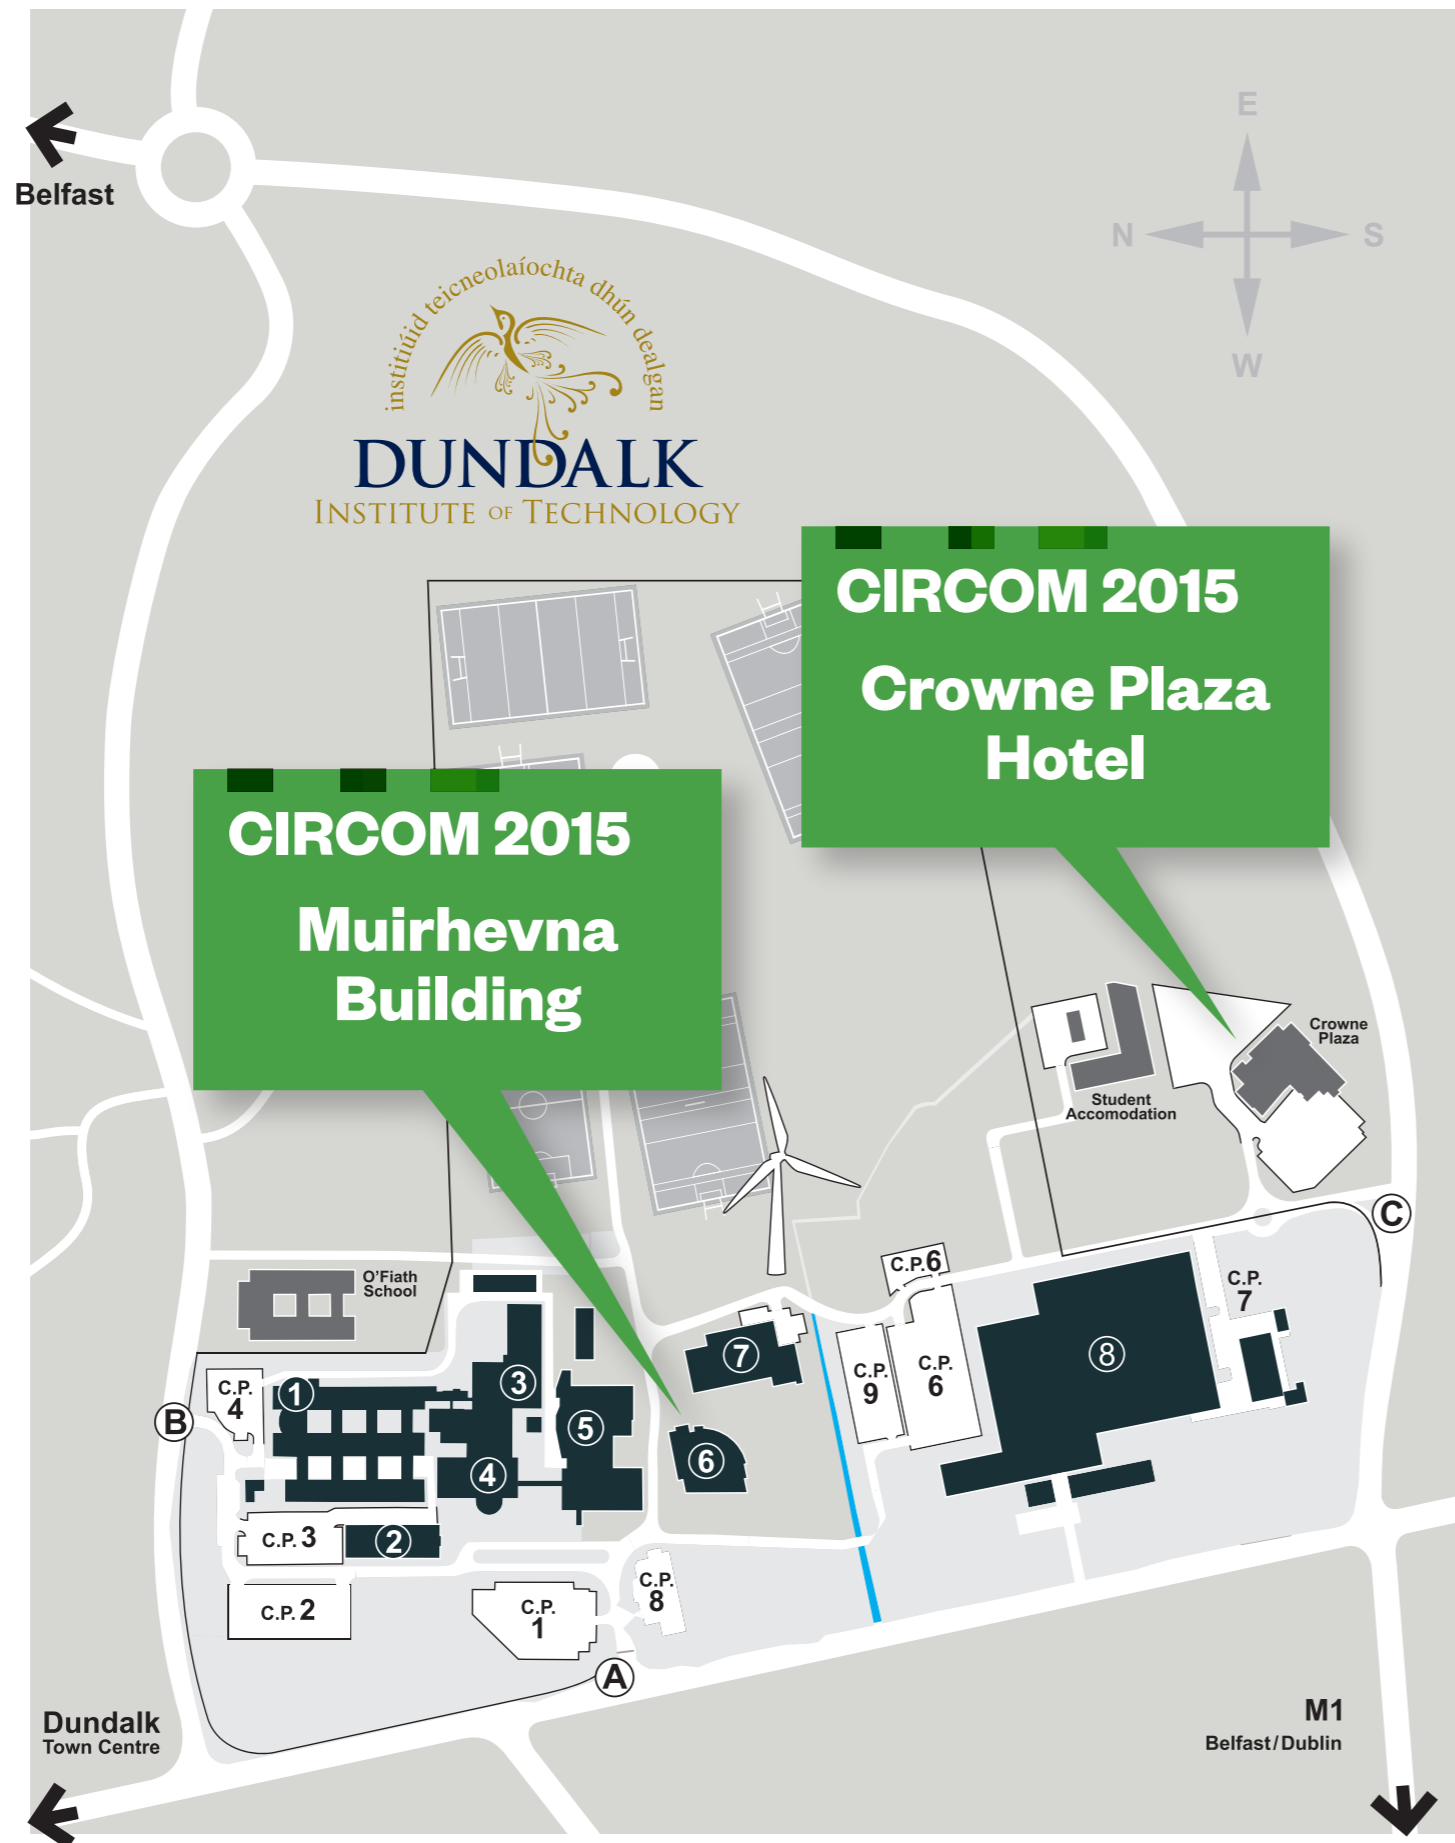 E
N
S
W
Belfast
institiúid teicneolaíochta dhún dealgan
DUNDALK
INSTITUTE OF TECHNOLOGY
CIRCOM 2015
Crowne Plaza
Hotel
CIRCOM 2015
Muirhevna
Building
Crowne
Plaza
Student
Accomodation
C
O'Fiath
School
C.P. 6
C.P.
7
C.P.
4
B
1
3
5
4
6
7
C.P.
9
C.P.
6
8
C.P. 3
2
C.P. 2
C.P.
1
C.P.
8
A
Dundalk
Town Centre
M1
Belfast/Dublin